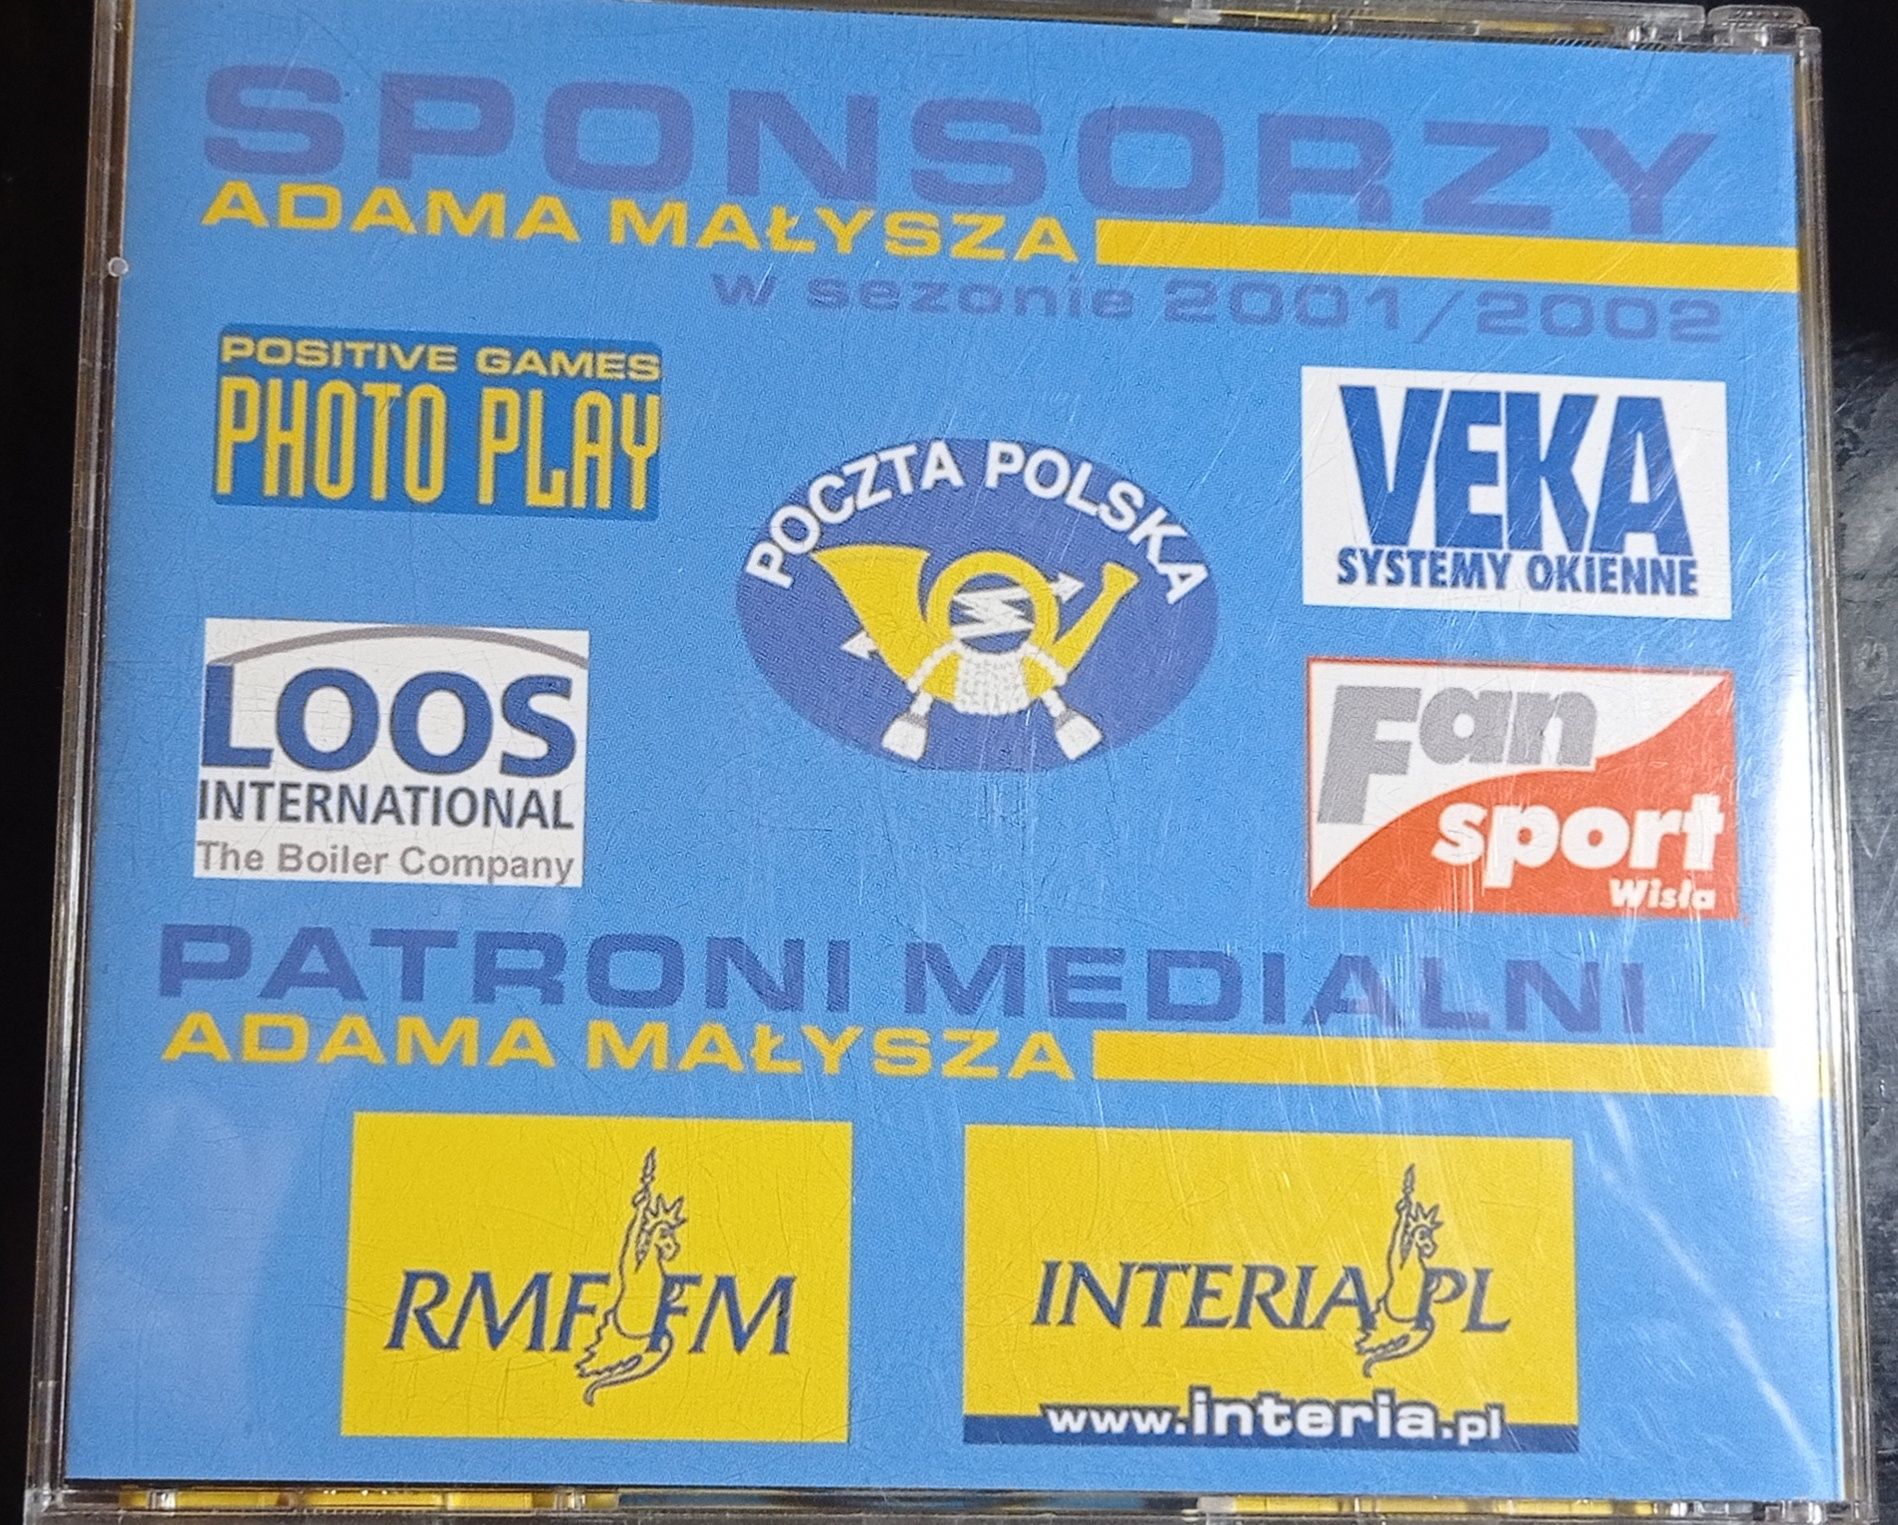 SPONSORZY
ADAMA MAŁYSZA
w sezonie 2001/2002
POSITIVE GAMES
PHOTO PLAY
POCZTA POLSKA
VEKA
SYSTEMY OKIENNE
LOOS
INTERNATIONAL
The Boiler Company
Fan
sport
Wisła
PATRONI MEDIALNI
ADAMA MAŁYSZA
RMF FM
INTERIA PL
www.interia.pl